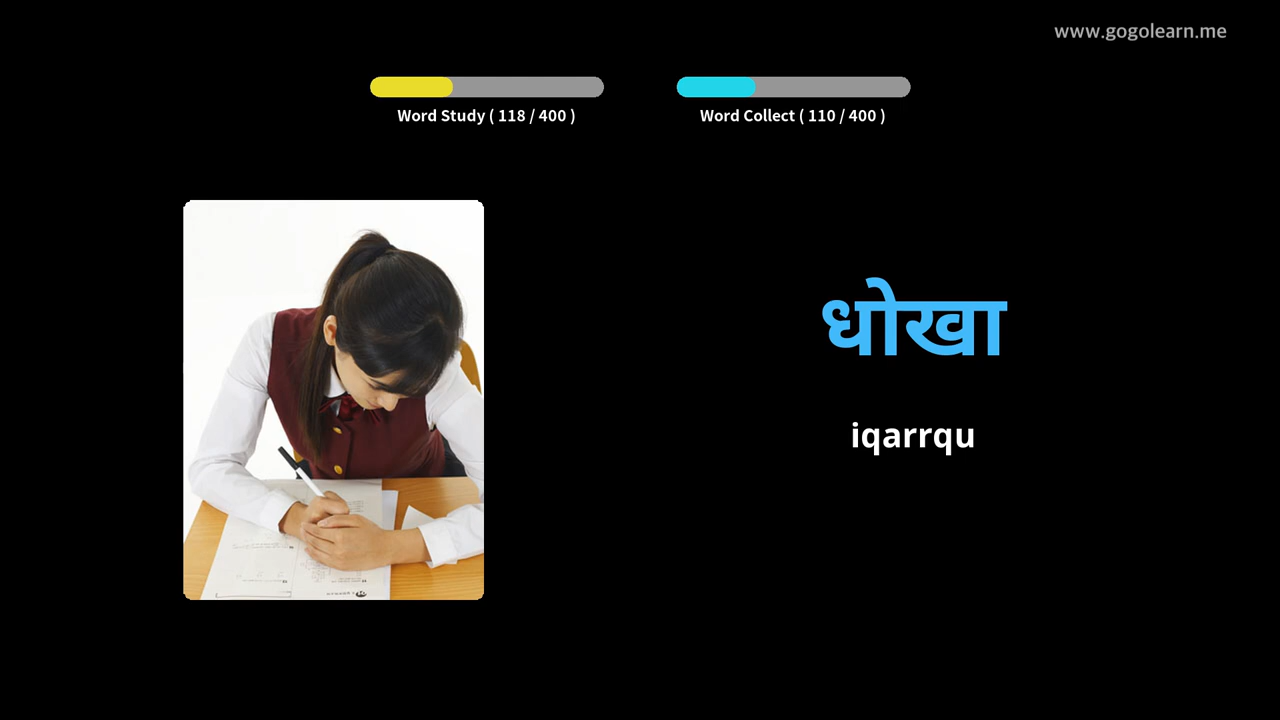 www.gogolearn.me
Word Study ( 118 / 400 )
Word Collect ( 110 / 400 )
धोखा
iqarrqu